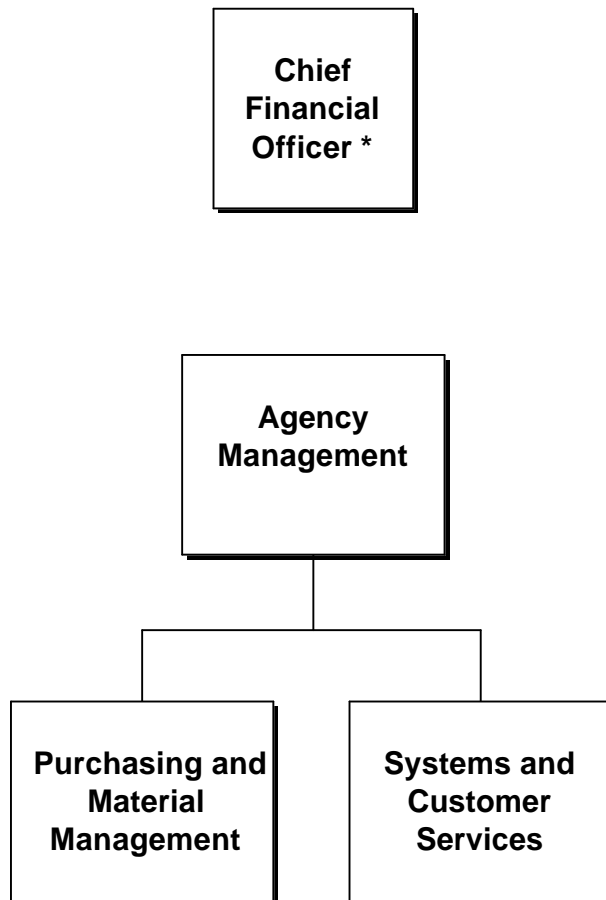 Chief
Financial
Officer *
Agency
Management
Purchasing and
Material
Management
Systems and
Customer
Services